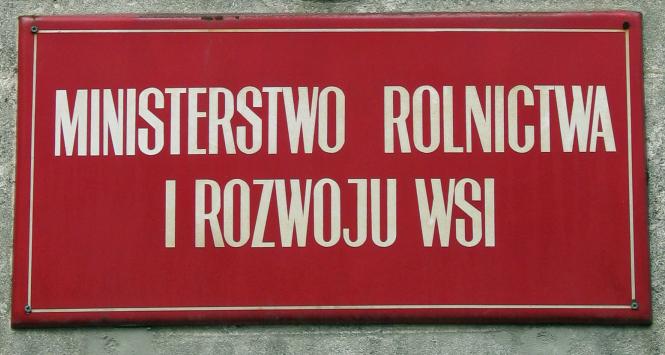 MINISTERSTWO ROLNICTWA
I ROZWOJU WSI